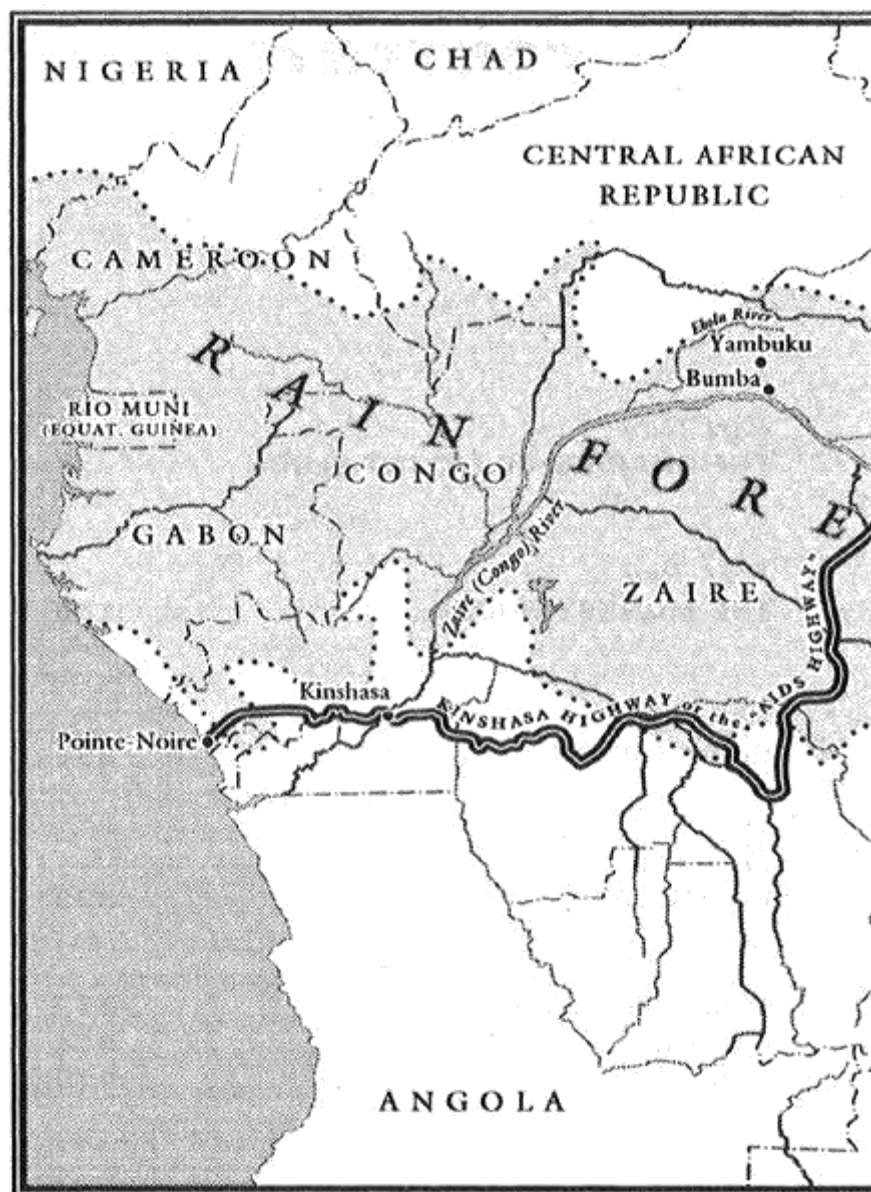 NIGERIA
CHAD
CENTRAL AFRICAN
REPUBLIC
CAMEROON
RAIN FORE
Ebola River
Yambuku
Bumba
RIO MUNI
(EQUAT. GUINEA)
CONGO
GABON
Zaire (Congo) River
ZAIRE
Kinshasa
KINSHASA HIGHWAY or the "AIDS HIGHWAY"
Pointe-Noire
ANGOLA